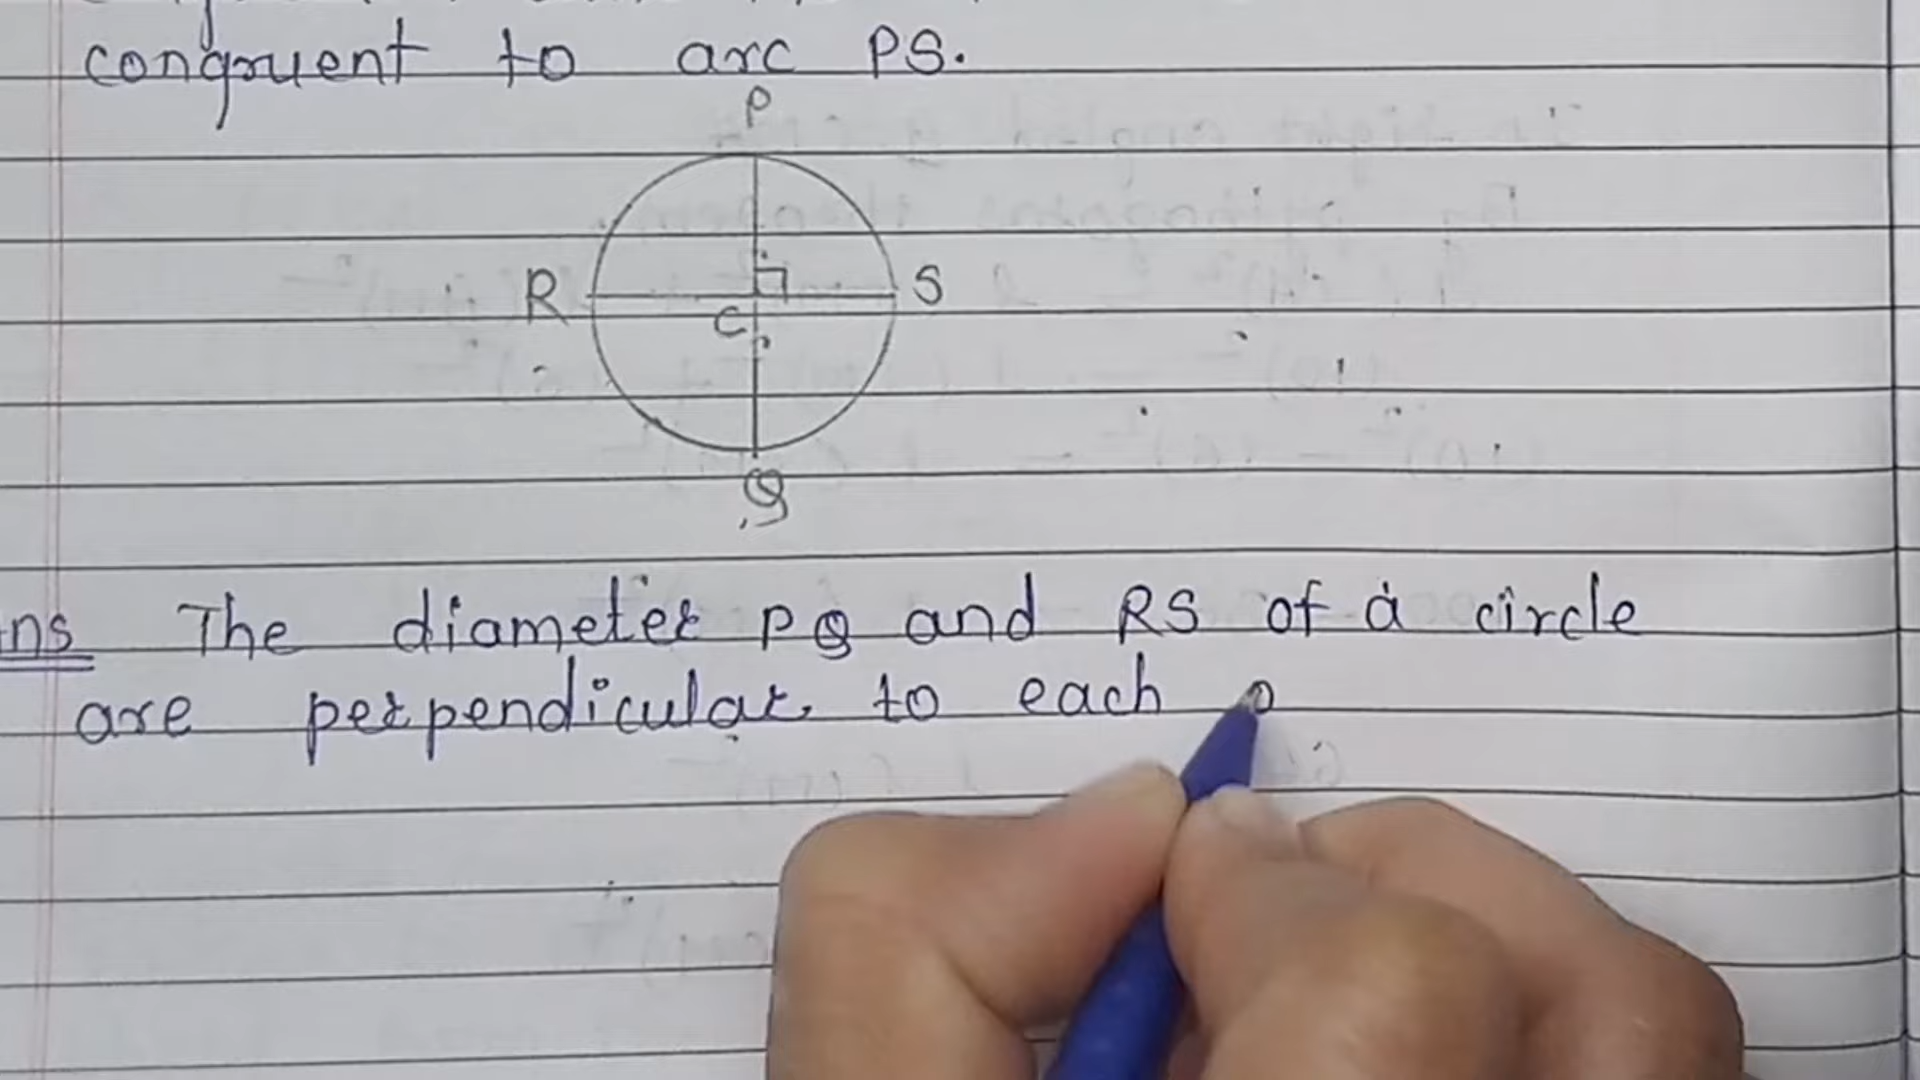 congruent to arc PS.
P
R
S
C
Q
ns The diameter PQ and RS of a circle
are perpendicular to each o